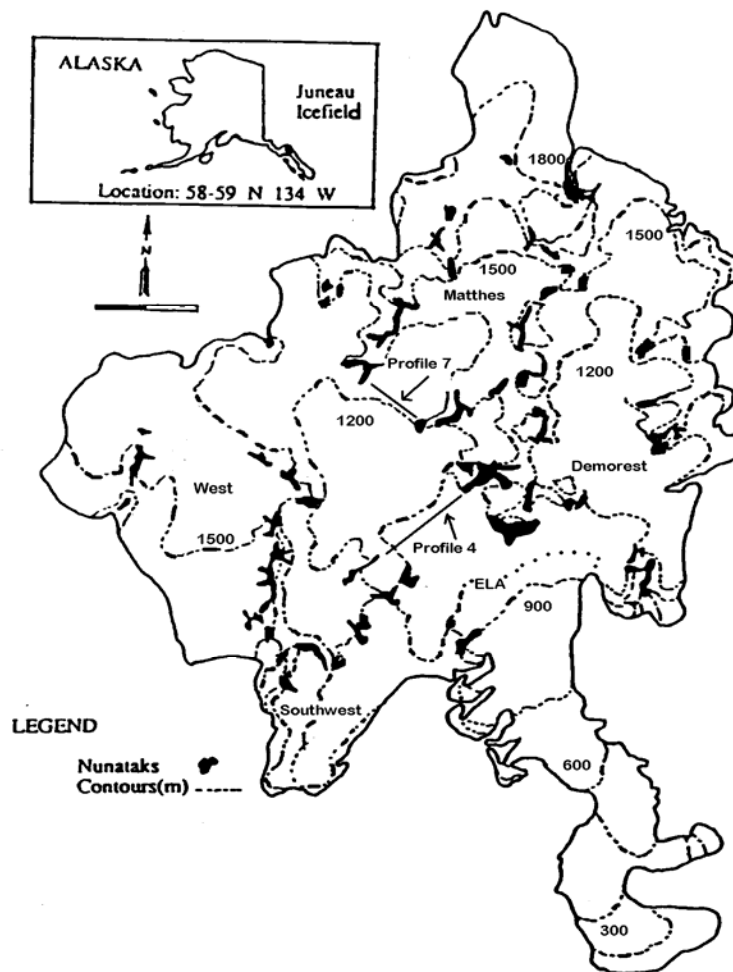 ALASKA
Juneau
Icefield
Location: 58-59 N 134 W
N
1800
1500
1500
Matthes
Profile 7
1200
1200
West
Demorest
1500
Profile 4
ELA
900
Southwest
LEGEND
Nunataks
Contours(m)
600
300